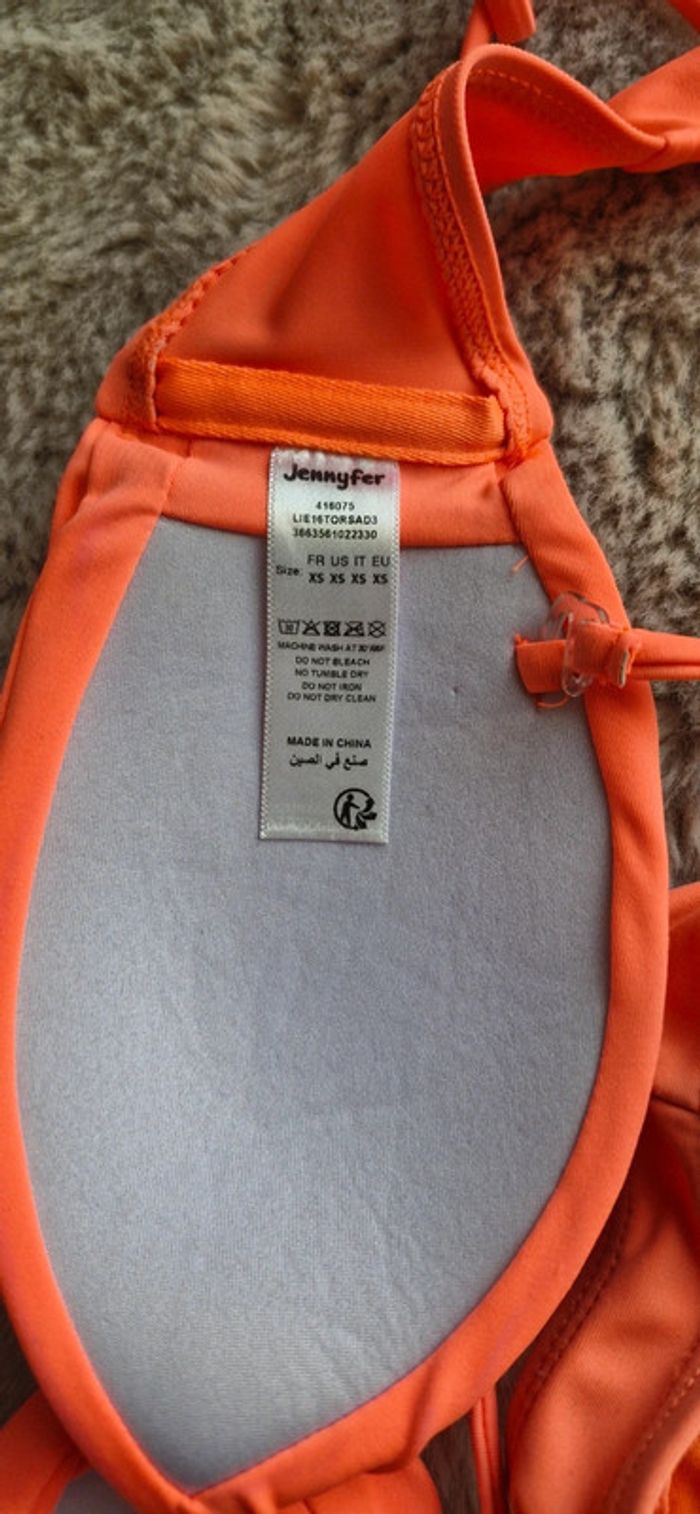 Jennyfer
416075
LIE16TORSAD3
3663561022330
FR US IT EU
Size: XS XS XS XS
30
MACHINE WASH AT 30°/86F
DO NOT BLEACH
NO TUMBLE DRY
DO NOT IRON
DO NOT DRY CLEAN
MADE IN CHINA
صنع في الصين